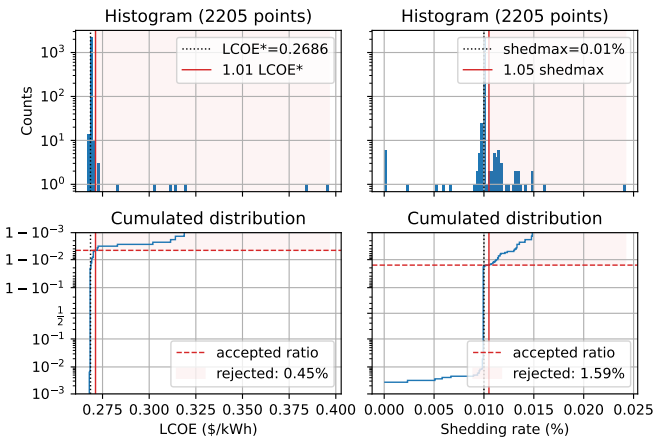 Histogram (2205 points)
Histogram (2205 points)
Counts
10³
10²
10¹
10⁰
LCOE*=0.2686
1.01 LCOE*
shedmax=0.01%
1.05 shedmax
Cumulated distribution
Cumulated distribution
1 − 10⁻³
1 − 10⁻²
1 − 10⁻¹
½
10⁻¹
10⁻²
10⁻³
accepted ratio
rejected: 0.45%
accepted ratio
rejected: 1.59%
0.275 0.300 0.325 0.350 0.375 0.400
0.000 0.005 0.010 0.015 0.020 0.025
LCOE ($/kWh)
Shedding rate (%)